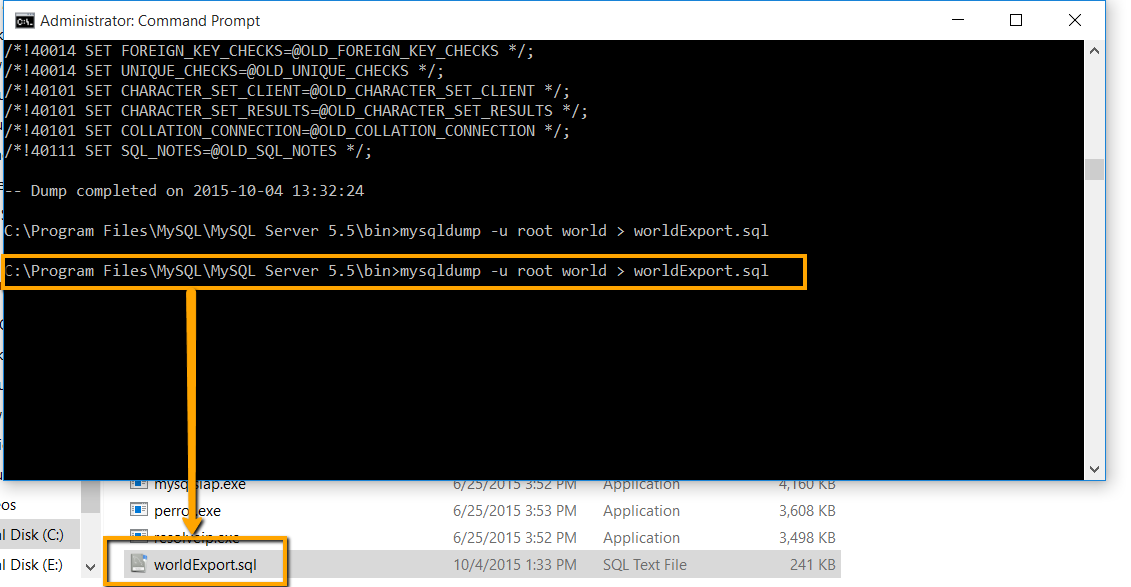 Administrator: Command Prompt
/*!40014 SET FOREIGN_KEY_CHECKS=@OLD_FOREIGN_KEY_CHECKS */;
/*!40014 SET UNIQUE_CHECKS=@OLD_UNIQUE_CHECKS */;
/*!40101 SET CHARACTER_SET_CLIENT=@OLD_CHARACTER_SET_CLIENT */;
/*!40101 SET CHARACTER_SET_RESULTS=@OLD_CHARACTER_SET_RESULTS */;
/*!40101 SET COLLATION_CONNECTION=@OLD_COLLATION_CONNECTION */;
/*!40111 SET SQL_NOTES=@OLD_SQL_NOTES */;
-- Dump completed on 2015-10-04 13:32:24
C:\Program Files\MySQL\MySQL Server 5.5\bin>mysqldump -u root world > worldExport.sql
C:\Program Files\MySQL\MySQL Server 5.5\bin>mysqldump -u root world > worldExport.sql
mysqlslap.exe 6/25/2015 3:52 PM Application 4,160 KB
eos perror.exe 6/25/2015 3:53 PM Application 3,608 KB
l Disk (C:) resolveip.exe 6/25/2015 3:52 PM Application 3,498 KB
l Disk (E:) worldExport.sql 10/4/2015 1:33 PM SQL Text File 241 KB